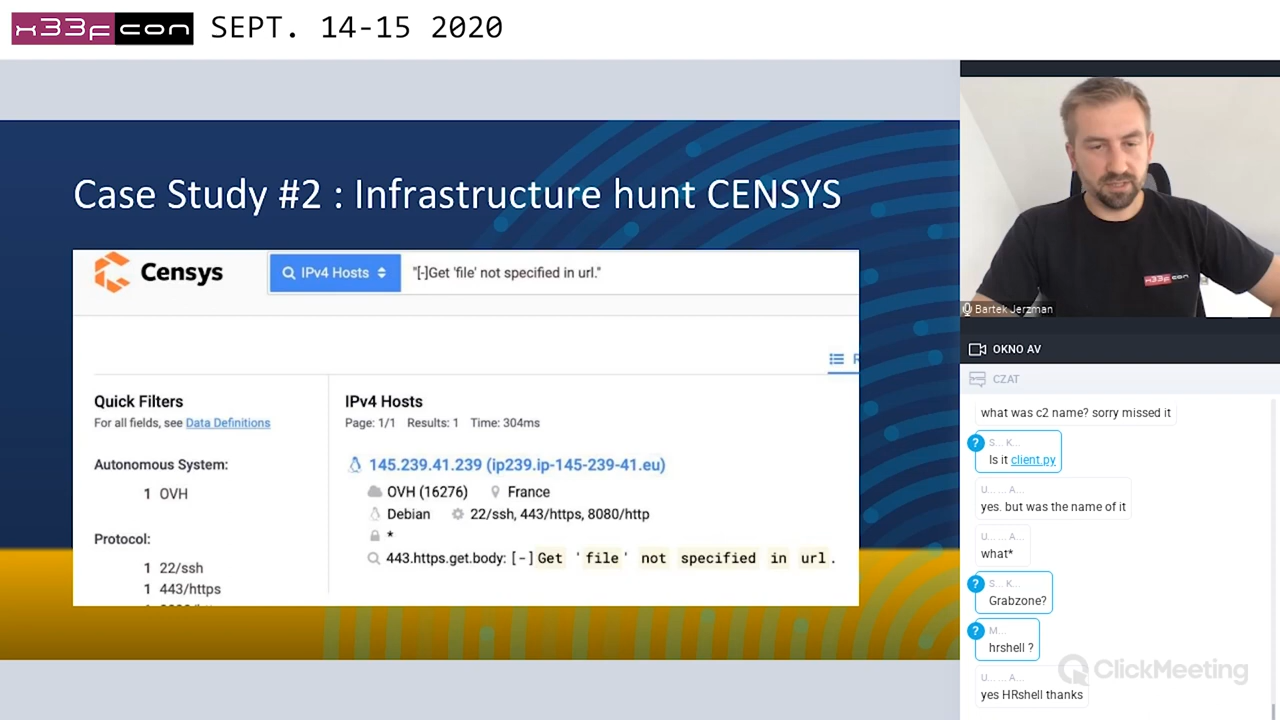 x33fcon SEPT. 14-15 2020
Case Study #2 : Infrastructure hunt CENSYS
Censys
IPv4 Hosts
"[-]Get 'file' not specified in url."
Quick Filters
For all fields, see Data Definitions
Autonomous System:
1 OVH
Protocol:
1 22/ssh
1 443/https
IPv4 Hosts
Page: 1/1 Results: 1 Time: 304ms
145.239.41.239 (ip239.ip-145-239-41.eu)
OVH (16276) France
Debian 22/ssh, 443/https, 8080/http
*
443.https.get.body: [-]Get 'file' not specified in url.
x33fcon
Bartek Jerzman
OKNO AV
CZAT
what was c2 name? sorry missed it
? S... K...
Is it client.py
U... ... A...
yes. but was the name of it
U... ... A...
what*
? S... K...
Grabzone?
? M...
hrshell ?
U... ... A...
yes HRshell thanks
ClickMeeting